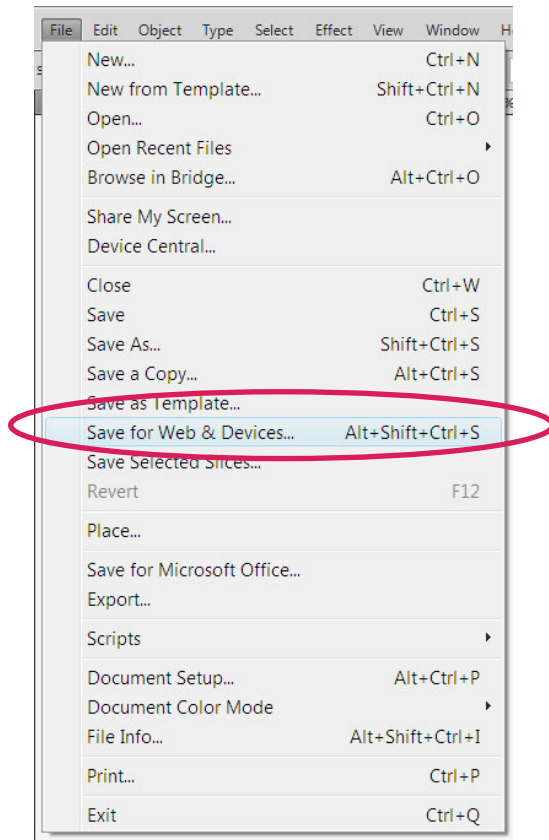 File Edit Object Type Select Effect View Window
New... Ctrl+N
New from Template... Shift+Ctrl+N
Open... Ctrl+O
Open Recent Files
Browse in Bridge... Alt+Ctrl+O
Share My Screen...
Device Central...
Close Ctrl+W
Save Ctrl+S
Save As... Shift+Ctrl+S
Save a Copy... Alt+Ctrl+S
Save as Template...
Save for Web & Devices... Alt+Shift+Ctrl+S
Save Selected Slices...
Revert F12
Place...
Save for Microsoft Office...
Export...
Scripts
Document Setup... Alt+Ctrl+P
Document Color Mode
File Info... Alt+Shift+Ctrl+I
Print... Ctrl+P
Exit Ctrl+Q